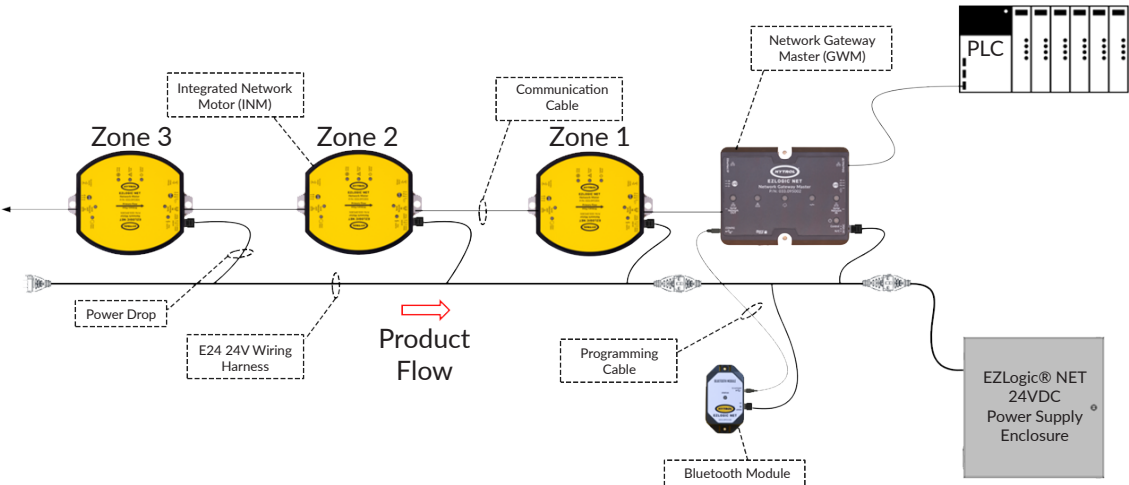 PLC
Network Gateway
Master (GWM)
Integrated Network
Motor (INM)
Communication
Cable
Zone 3
Zone 2
Zone 1
HYTROL
EZLOGIC NET
Network Gateway Master
Power Drop
E24 24V Wiring
Harness
Product
Flow
Programming
Cable
EZLogic® NET
24VDC
Power Supply
Enclosure
Bluetooth Module